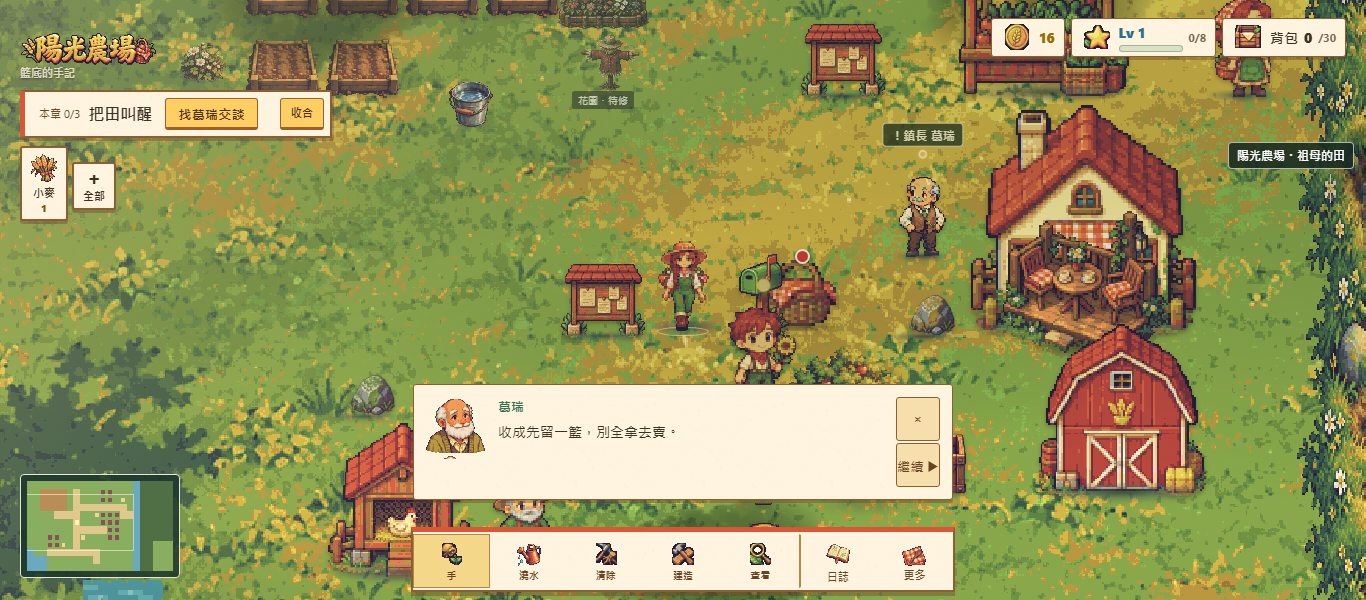 陽光農場
籃底的手記
本章 0/3 把田叫醒 找葛瑞交談 收合
小麥
1
+
全部
花圃·待修
16
Lv 1
0/8
背包 0 /30
！鎮長 葛瑞
陽光農場·祖母的田
葛瑞
收成先留一籃，別全拿去賣。
×
繼續 ▶
手 澆水 清除 建造 查看 日誌 更多